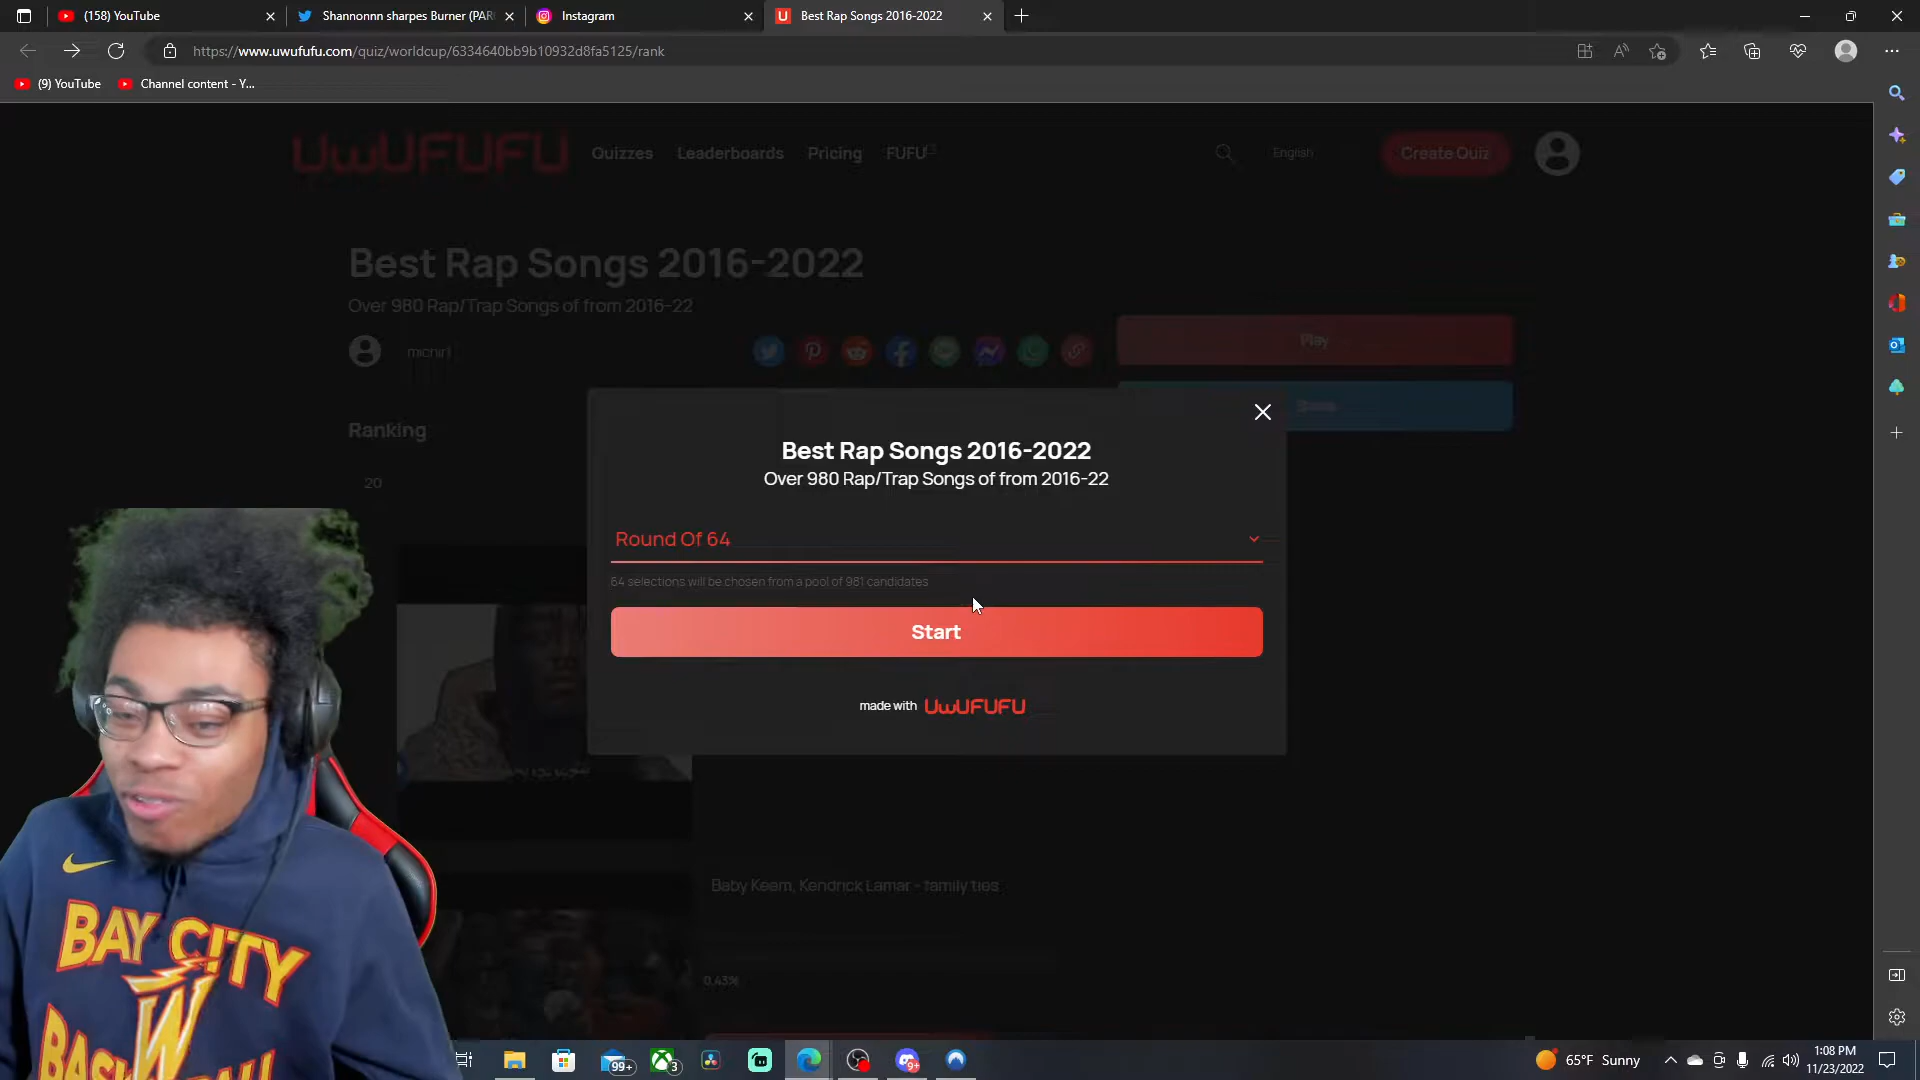 (158) YouTube
Shannonnn sharpes Burner (PAR
Instagram
Best Rap Songs 2016-2022
https://www.uwufufu.com/quiz/worldcup/6334640bb9b10932d8fa5125/rank
(9) YouTube
Channel content - Y...
UwUFUFU
Quizzes
Leaderboards
Pricing
FUFU
English
Create Quiz
Best Rap Songs 2016-2022
Over 980 Rap/Trap Songs of from 2016-22
Play
Ranking
20
Best Rap Songs 2016-2022
Over 980 Rap/Trap Songs of from 2016-22
Round Of 64
64 selections will be chosen from a pool of 981 candidates
Start
made with UwUFUFU
Baby Keem, Kendrick Lamar - family ties
0.43%
BAY CITY
W
BASKETBALL
99+
3
9+
65°F Sunny
1:08 PM
11/23/2022